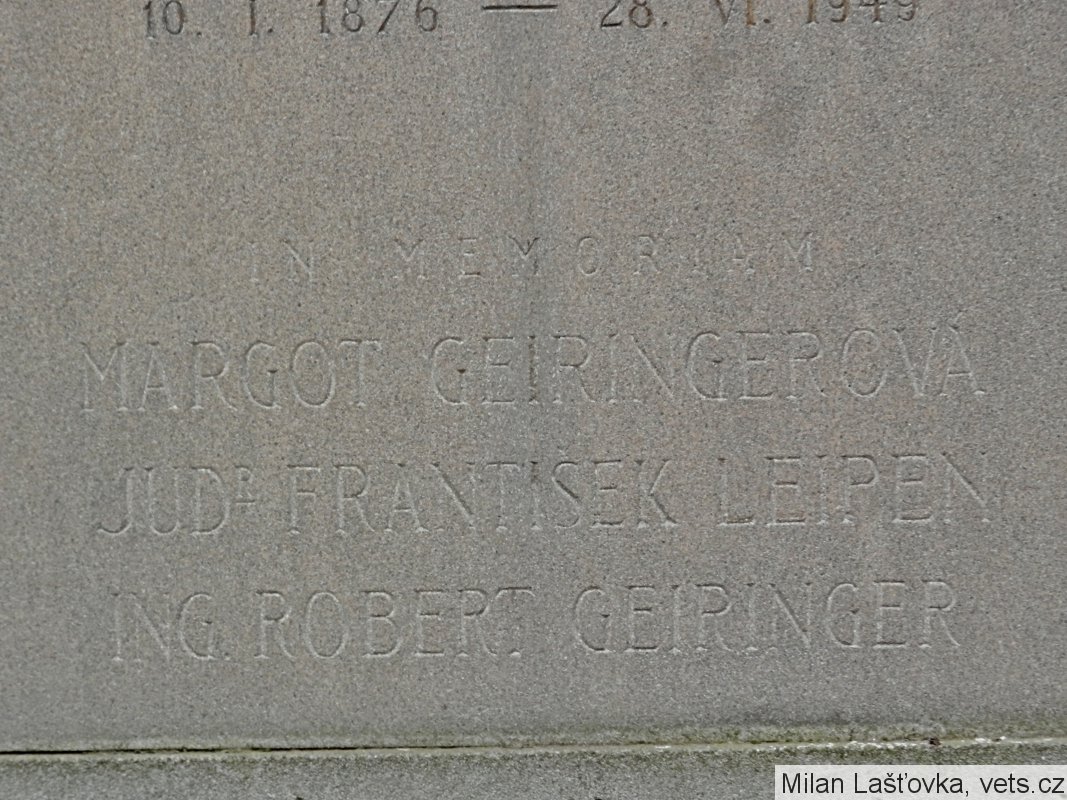 10. I. 1876 — 28. VI. 1949
IN MEMORIAM
MARGOT GEIRINGEROVÁ
JUDR FRANTIŠEK LEIPEN
ING. ROBERT GEIRINGER
Milan Lašťovka, vets.cz